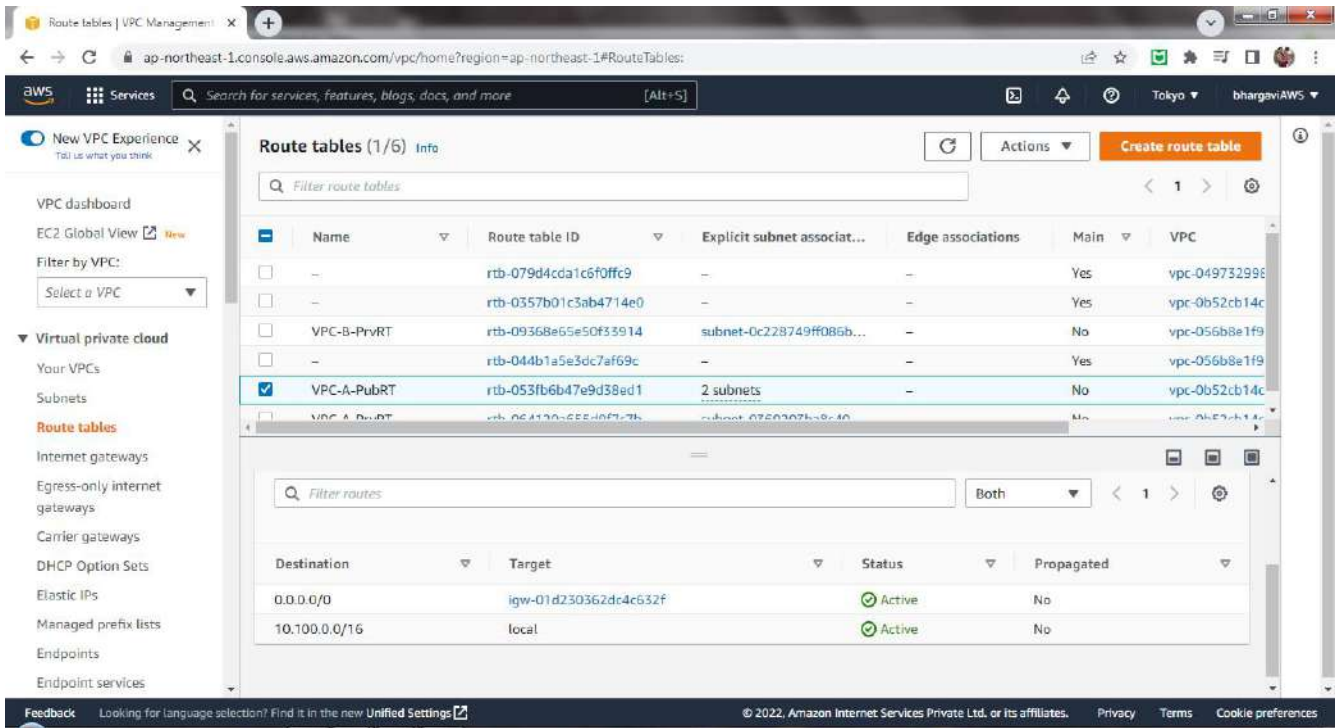 Route tables | VPC Management
ap-northeast-1.console.aws.amazon.com/vpc/home?region=ap-northeast-1#RouteTables:
aws Services Search for services, features, blogs, docs, and more [Alt+S] Tokyo bhargaviAWS
New VPC Experience
Tell us what you think
VPC dashboard
EC2 Global View New
Filter by VPC:
Select a VPC
Virtual private cloud
Your VPCs
Subnets
Route tables
Internet gateways
Egress-only internet
gateways
Carrier gateways
DHCP Option Sets
Elastic IPs
Managed prefix lists
Endpoints
Endpoint services
Route tables (1/6) Info Actions Create route table
Filter route tables 1
Name Route table ID Explicit subnet associat... Edge associations Main VPC
– rtb-079d4cda1c6f0ffc9 – – Yes vpc-049732998
– rtb-0357b01c3ab4714e0 – – Yes vpc-0b52cb14c
VPC-B-PrvRT rtb-09368e65e50f33914 subnet-0c228749ff086b... – No vpc-056b8e1f9
– rtb-044b1a5e3dc7af69c – – Yes vpc-056b8e1f9
VPC-A-PubRT rtb-053fb6b47e9d38ed1 2 subnets – No vpc-0b52cb14c
Filter routes Both 1
Destination Target Status Propagated
0.0.0.0/0 igw-01d230362dc4c632f Active No
10.100.0.0/16 local Active No
Feedback Looking for language selection? Find it in the new Unified Settings © 2022, Amazon Internet Services Private Ltd. or its affiliates. Privacy Terms Cookie preferences